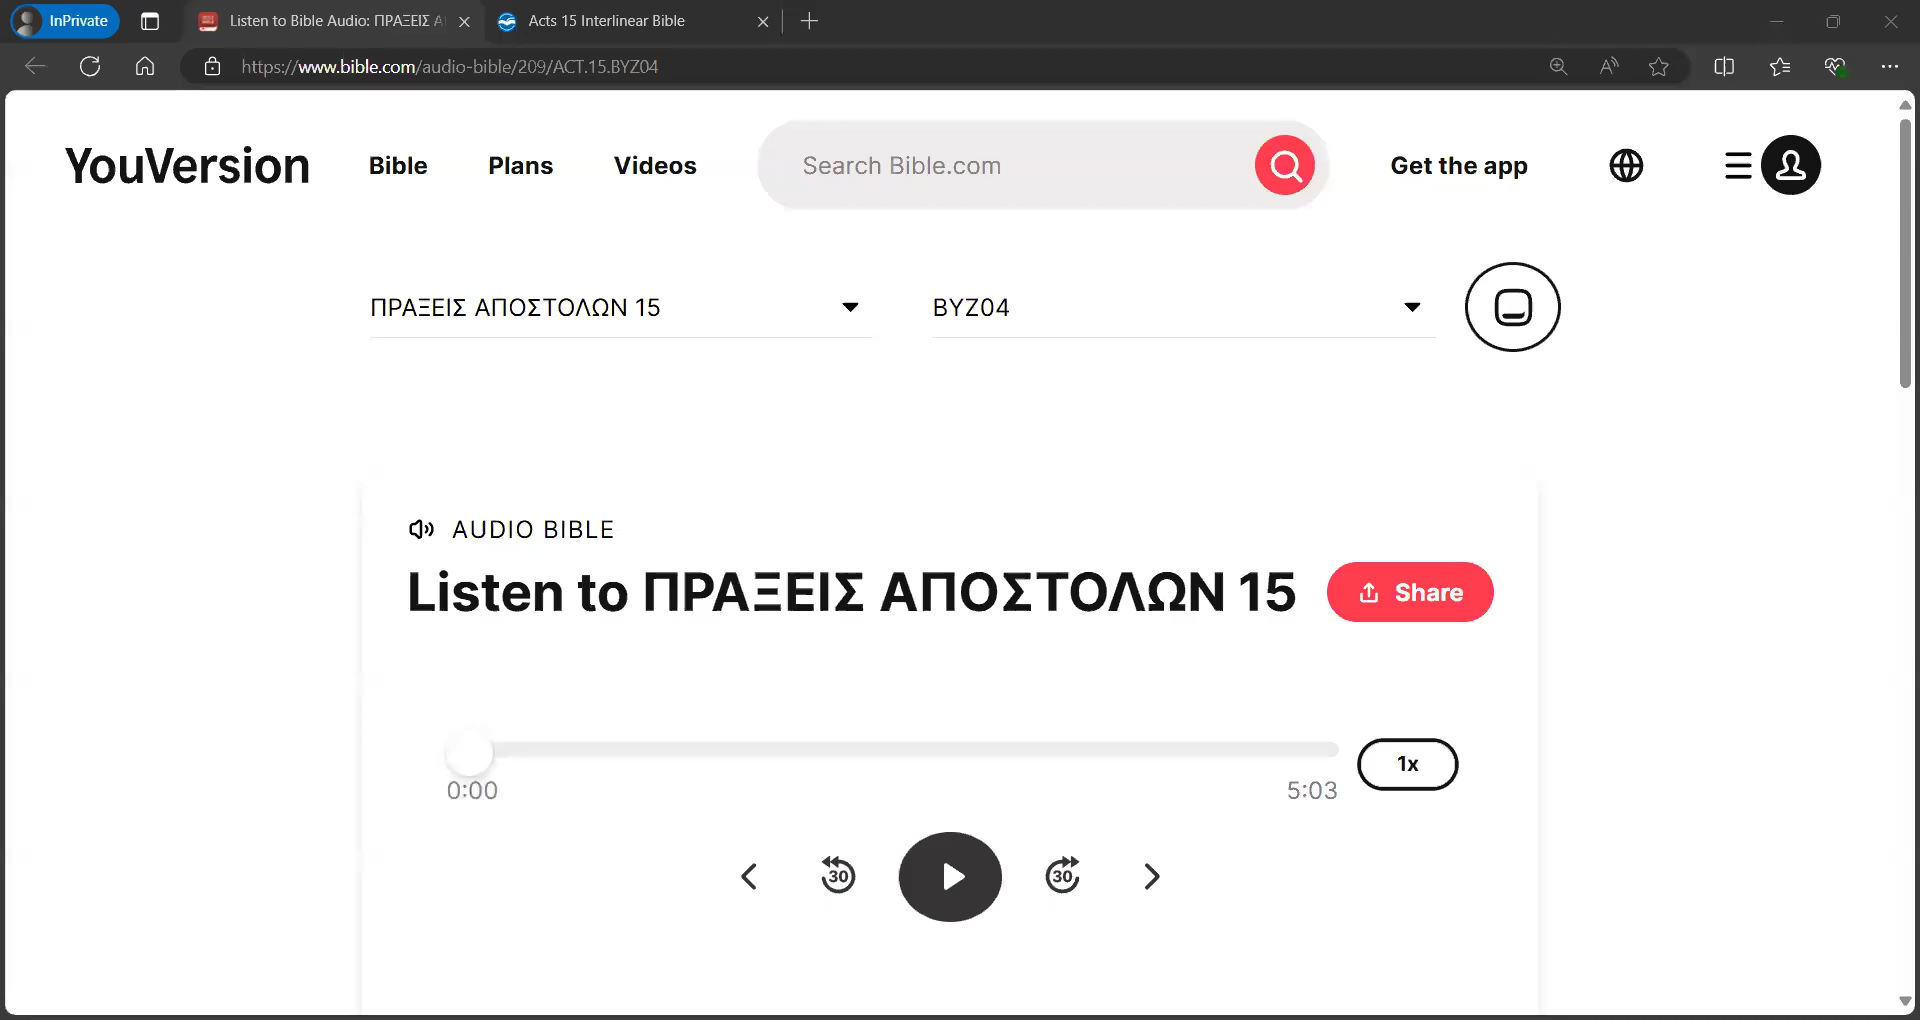 InPrivate
Listen to Bible Audio: ΠΡΑΞΕΙΣ Α
Acts 15 Interlinear Bible
https://www.bible.com/audio-bible/209/ACT.15.BYZ04
YouVersion
Bible
Plans
Videos
Search Bible.com
Get the app
ΠΡΑΞΕΙΣ ΑΠΟΣΤΟΛΩΝ 15
BYZ04
AUDIO BIBLE
Listen to ΠΡΑΞΕΙΣ ΑΠΟΣΤΟΛΩΝ 15
Share
1x
0:00
5:03
30
30